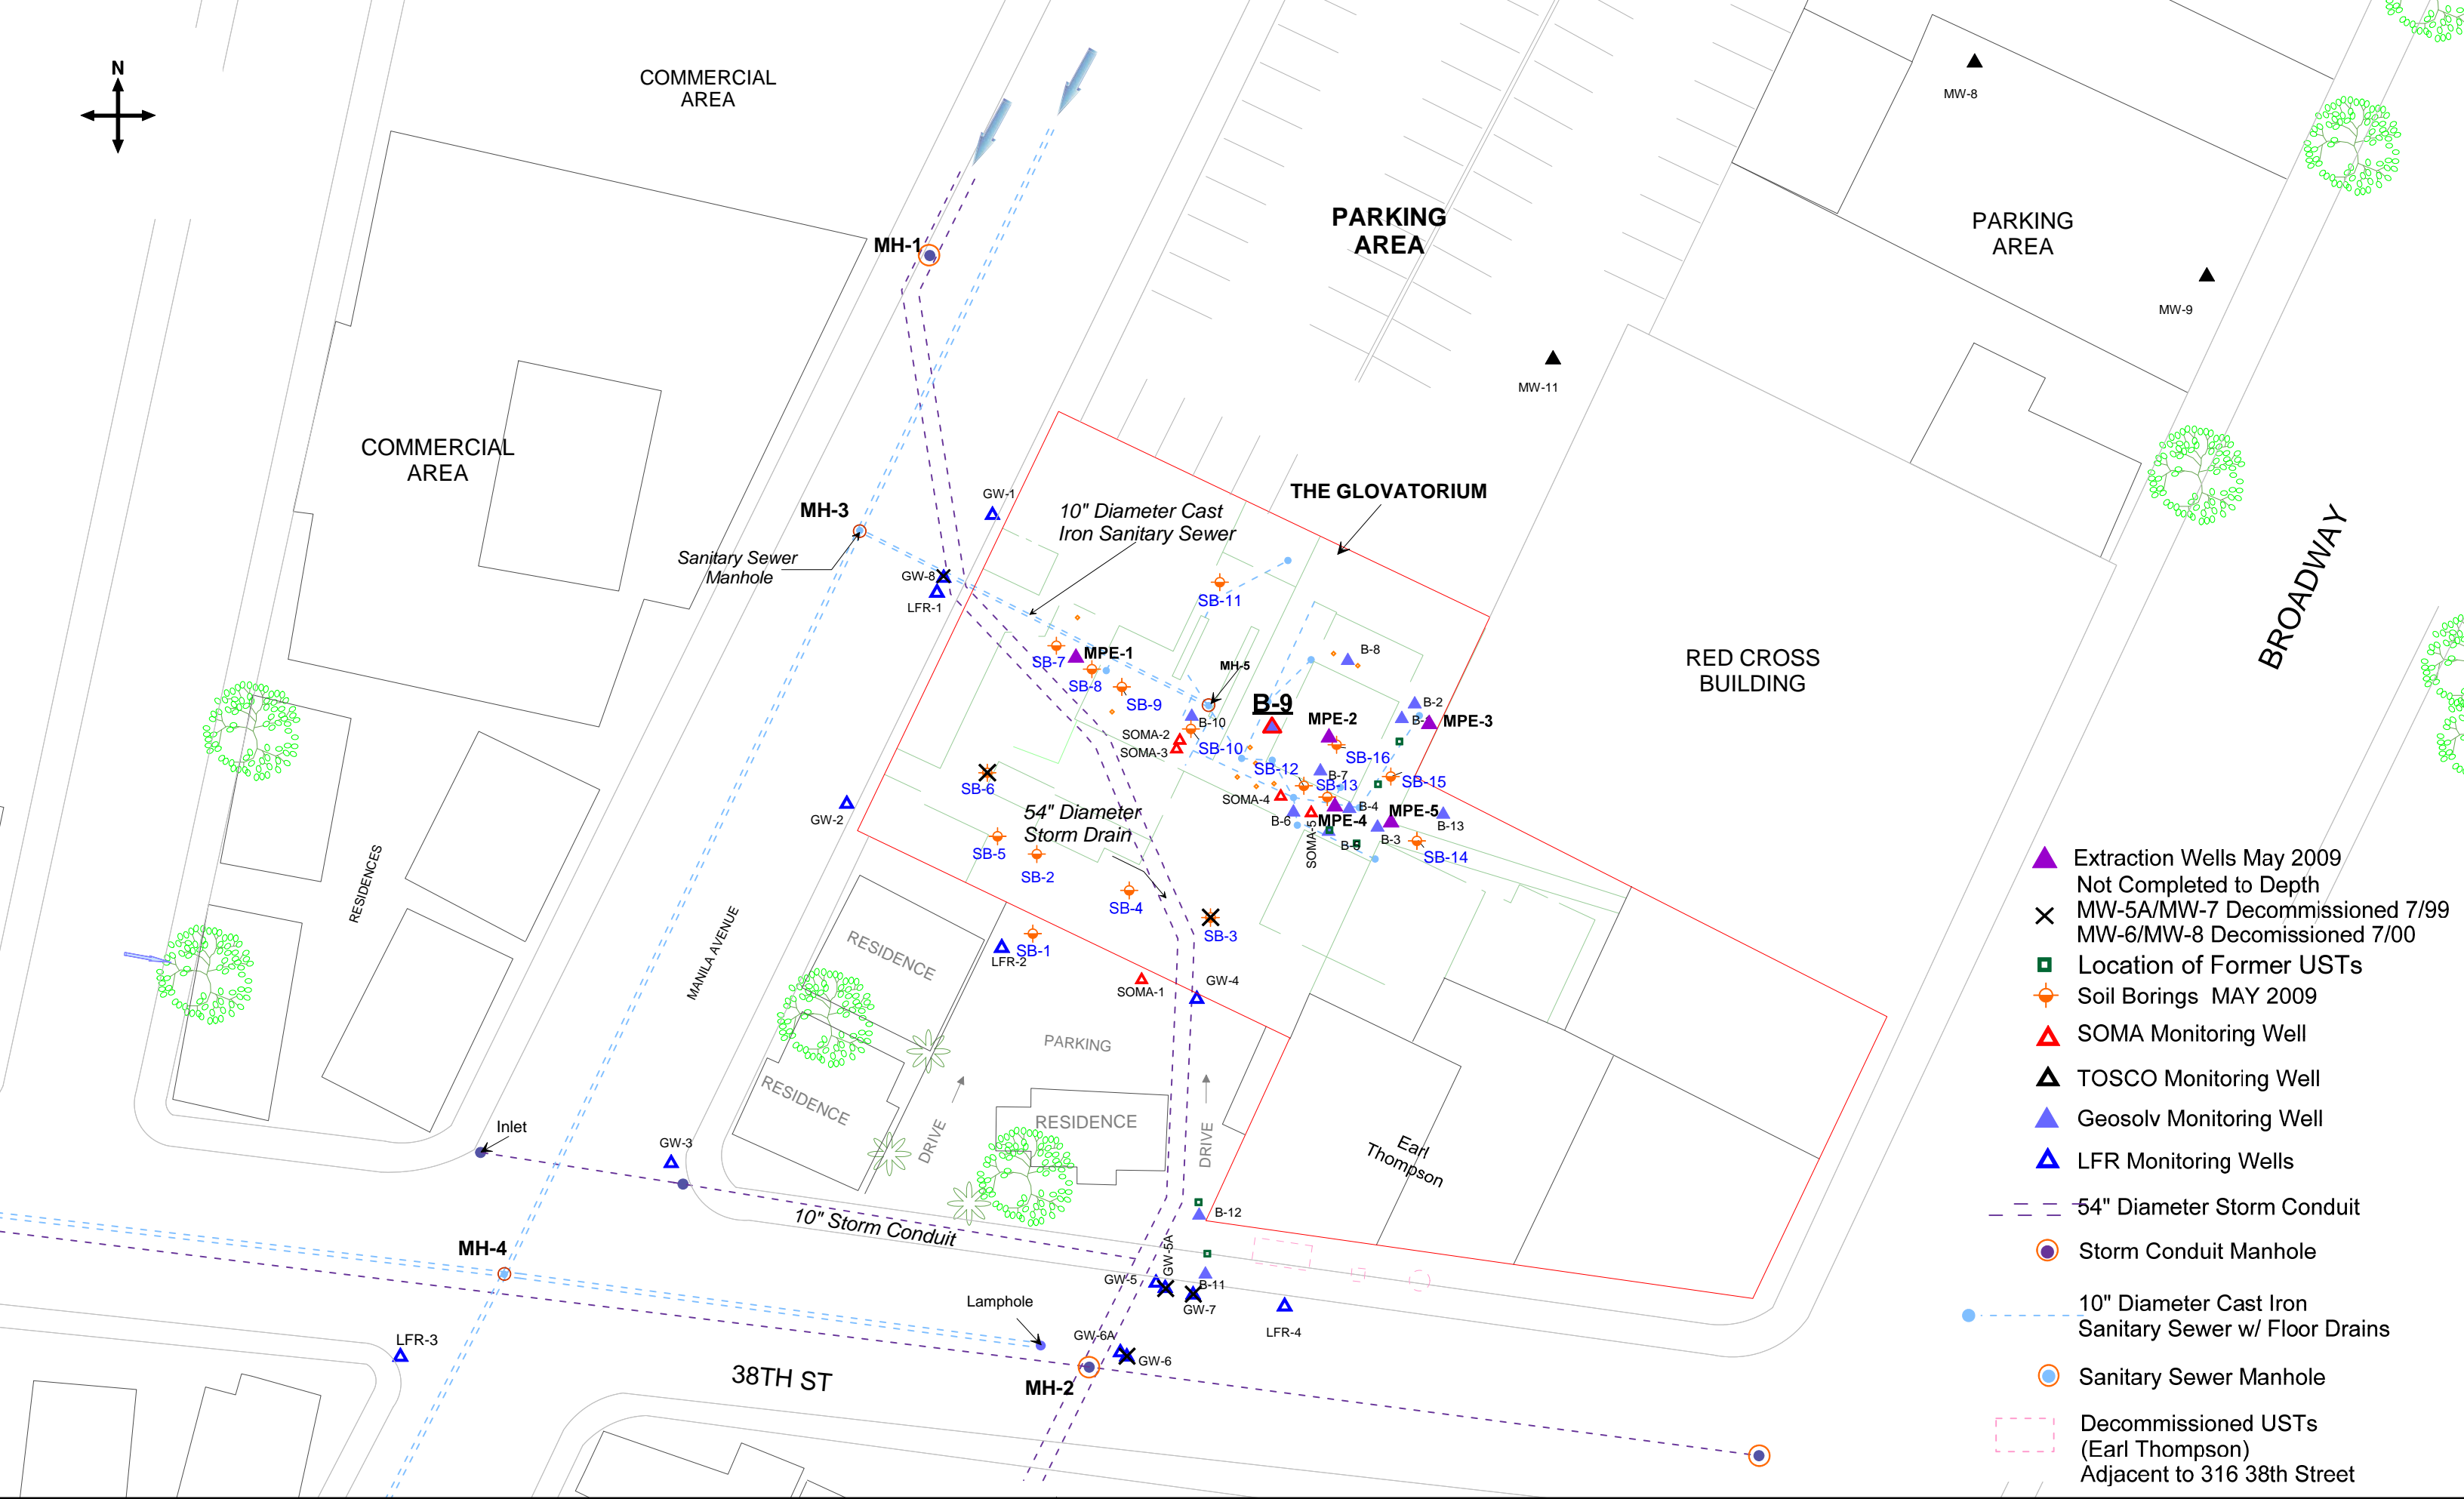 N
COMMERCIAL
AREA
MW-8
MH-1
PARKING
AREA
PARKING
AREA
MW-9
MW-11
COMMERCIAL
AREA
MH-3
GW-1
THE GLOVATORIUM
10" Diameter Cast
Iron Sanitary Sewer
Sanitary Sewer
Manhole
GW-8
LFR-1
SB-11
BROADWAY
MPE-1
SB-7
SB-8
SB-9
MH-5
B-8
RED CROSS
BUILDING
B-9
B-10
B-2
B-
MPE-2
MPE-3
SOMA-2
SOMA-3
SB-10
SB-16
SB-12
B-7
SB-13
SB-15
SB-6
GW-2
SOMA-4
B-6
SOMA-5
MPE-4
B-4
MPE-5
B-13
B-3
SB-14
54" Diameter
Storm Drain
SB-5
SB-2
SB-4
SB-3
SB-1
LFR-2
RESIDENCES
MANILA AVENUE
RESIDENCE
SOMA-1
GW-4
PARKING
RESIDENCE
RESIDENCE
DRIVE
DRIVE
Earl
Thompson
Inlet
GW-3
10" Storm Conduit
B-12
MH-4
GW-5A
GW-5
B-11
GW-7
Lamphole
LFR-4
LFR-3
GW-6A
GW-6
MH-2
38TH ST
Extraction Wells May 2009
Not Completed to Depth
MW-5A/MW-7 Decommissioned 7/99
MW-6/MW-8 Decomissioned 7/00
Location of Former USTs
Soil Borings MAY 2009
SOMA Monitoring Well
TOSCO Monitoring Well
Geosolv Monitoring Well
LFR Monitoring Wells
54" Diameter Storm Conduit
Storm Conduit Manhole
10" Diameter Cast Iron
Sanitary Sewer w/ Floor Drains
Sanitary Sewer Manhole
Decommissioned USTs
(Earl Thompson)
Adjacent to 316 38th Street